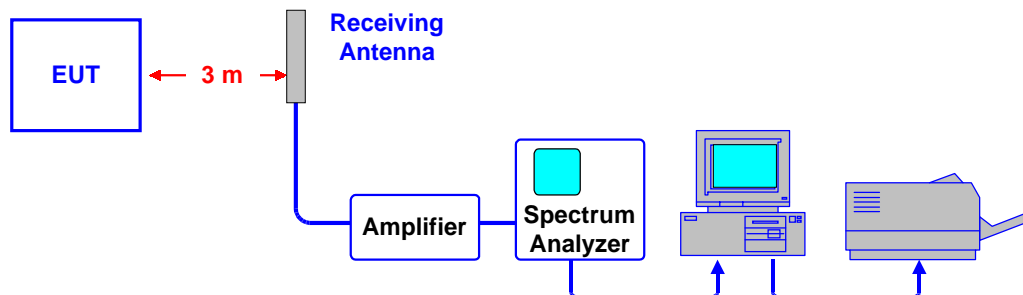 Receiving
Antenna
EUT
3 m
Amplifier
Spectrum
Analyzer